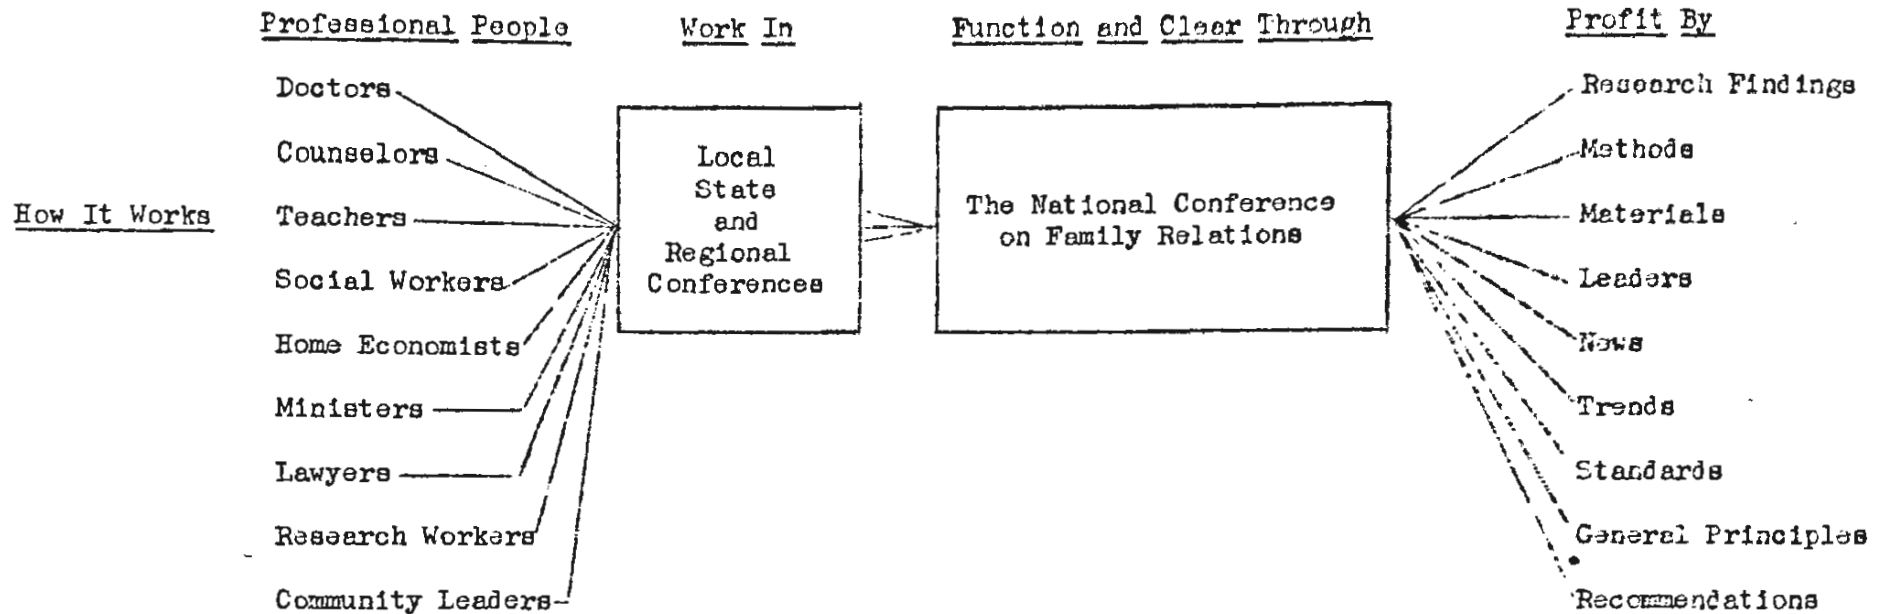 Professional People
Work In
Function and Clear Through
Profit By
How It Works
Doctors
Counselors
Teachers
Social Workers
Home Economists
Ministers
Lawyers
Research Workers
Community Leaders
Local
State
and
Regional
Conferences
The National Conference
on Family Relations
Research Findings
Methods
Materials
Leaders
News
Trends
Standards
General Principles
Recommendations